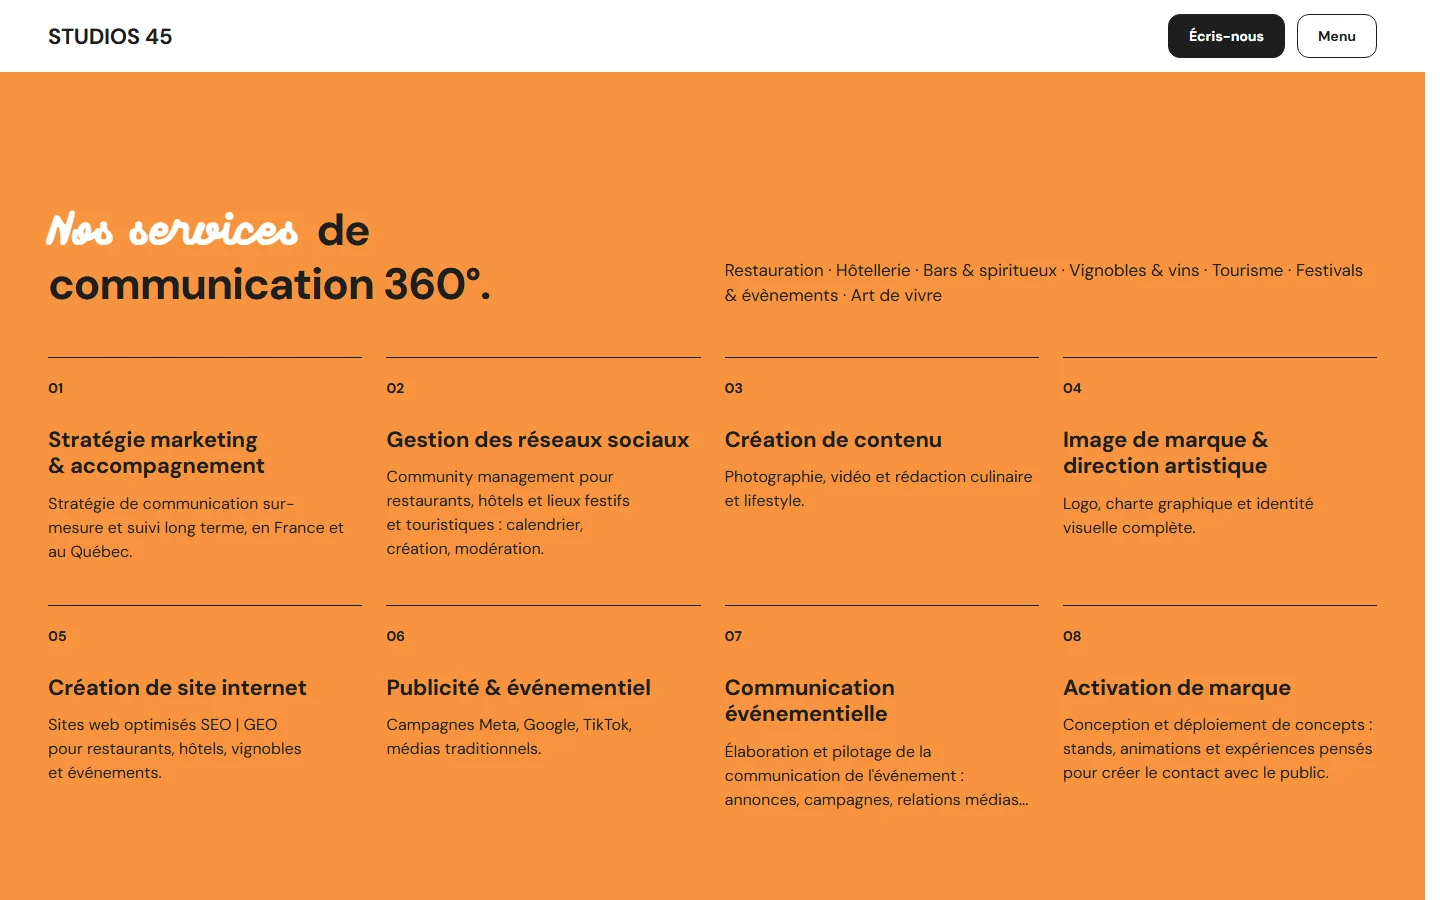 STUDIOS 45
Écris-nous
Menu
Nos services de
communication 360°.
Restauration · Hôtellerie · Bars & spiritueux · Vignobles & vins · Tourisme · Festivals
& évènements · Art de vivre
01
Stratégie marketing
& accompagnement
Stratégie de communication sur-
mesure et suivi long terme, en France et
au Québec.
02
Gestion des réseaux sociaux
Community management pour
restaurants, hôtels et lieux festifs
et touristiques : calendrier,
création, modération.
03
Création de contenu
Photographie, vidéo et rédaction culinaire
et lifestyle.
04
Image de marque &
direction artistique
Logo, charte graphique et identité
visuelle complète.
05
Création de site internet
Sites web optimisés SEO | GEO
pour restaurants, hôtels, vignobles
et événements.
06
Publicité & événementiel
Campagnes Meta, Google, TikTok,
médias traditionnels.
07
Communication
événementielle
Élaboration et pilotage de la
communication de l'événement :
annonces, campagnes, relations médias...
08
Activation de marque
Conception et déploiement de concepts :
stands, animations et expériences pensés
pour créer le contact avec le public.